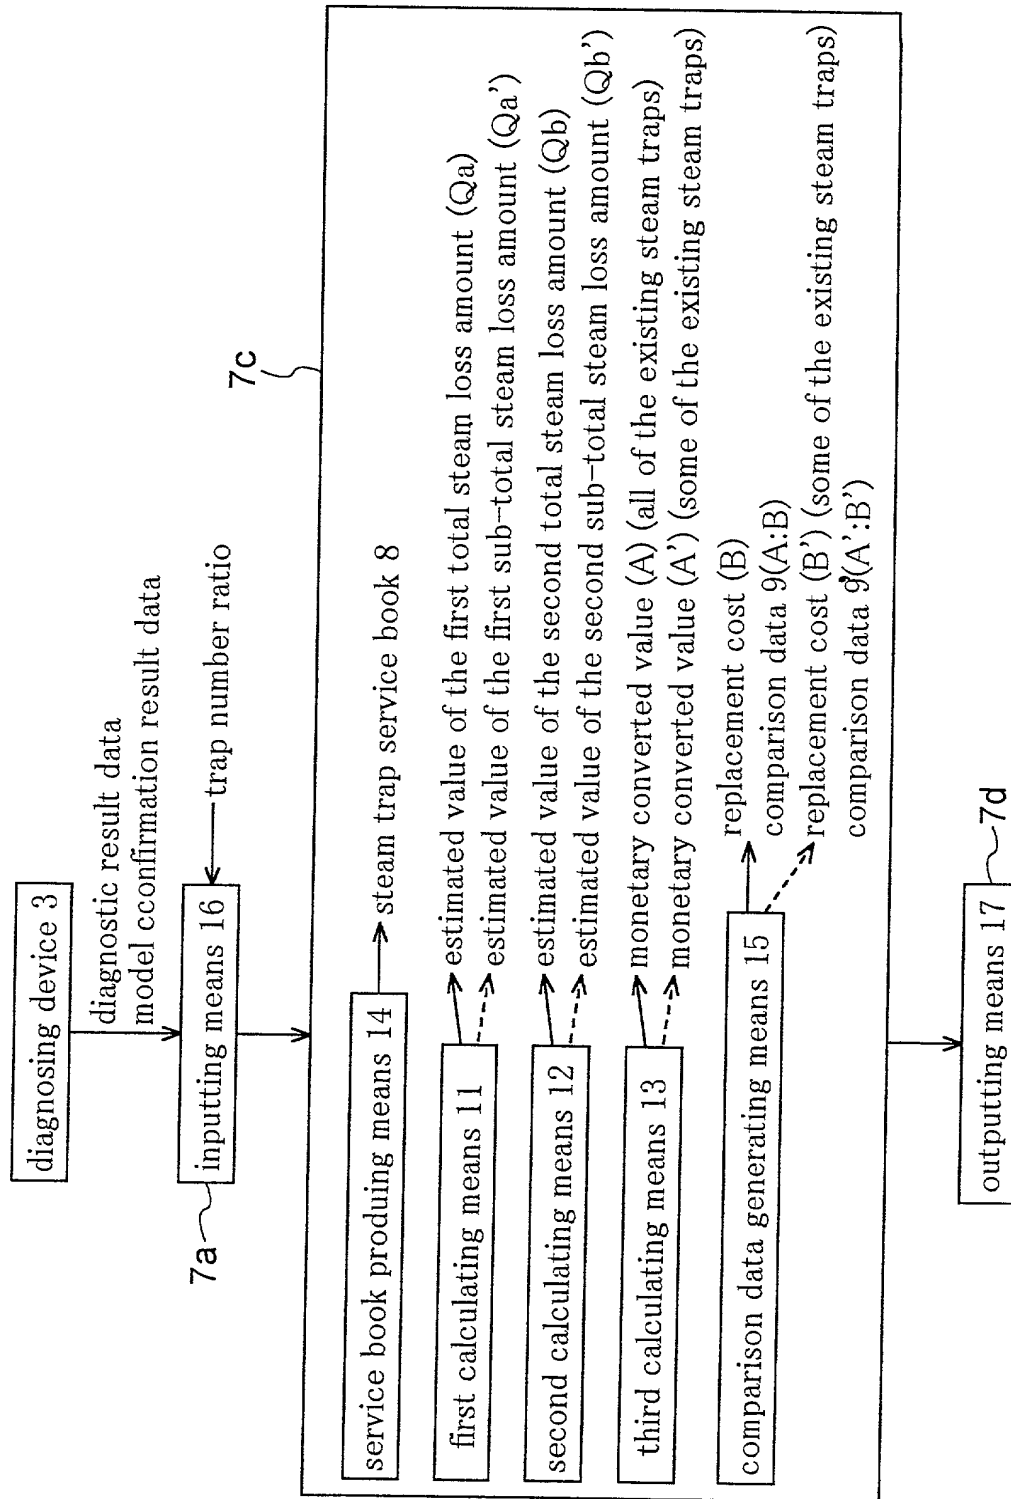 diagnosing device 3
diagnostic result data
model cconfirmation result data
7a
inputting means 16
trap number ratio
7c
service book produing means 14
steam trap service book 8
first calculating means 11
estimated value of the first total steam loss amount (Qa)
estimated value of the first sub-total steam loss amount (Qa')
second calculating means 12
estimated value of the second total steam loss amount (Qb)
estimated value of the second sub-total steam loss amount (Qb')
third calculating means 13
monetary converted value (A) (all of the existing steam traps)
monetary converted value (A') (some of the existing steam traps)
comparison data generating means 15
replacement cost (B)
comparison data 9(A:B)
replacement cost (B') (some of the existing steam traps)
comparison data 9'(A':B')
outputting means 17
7d